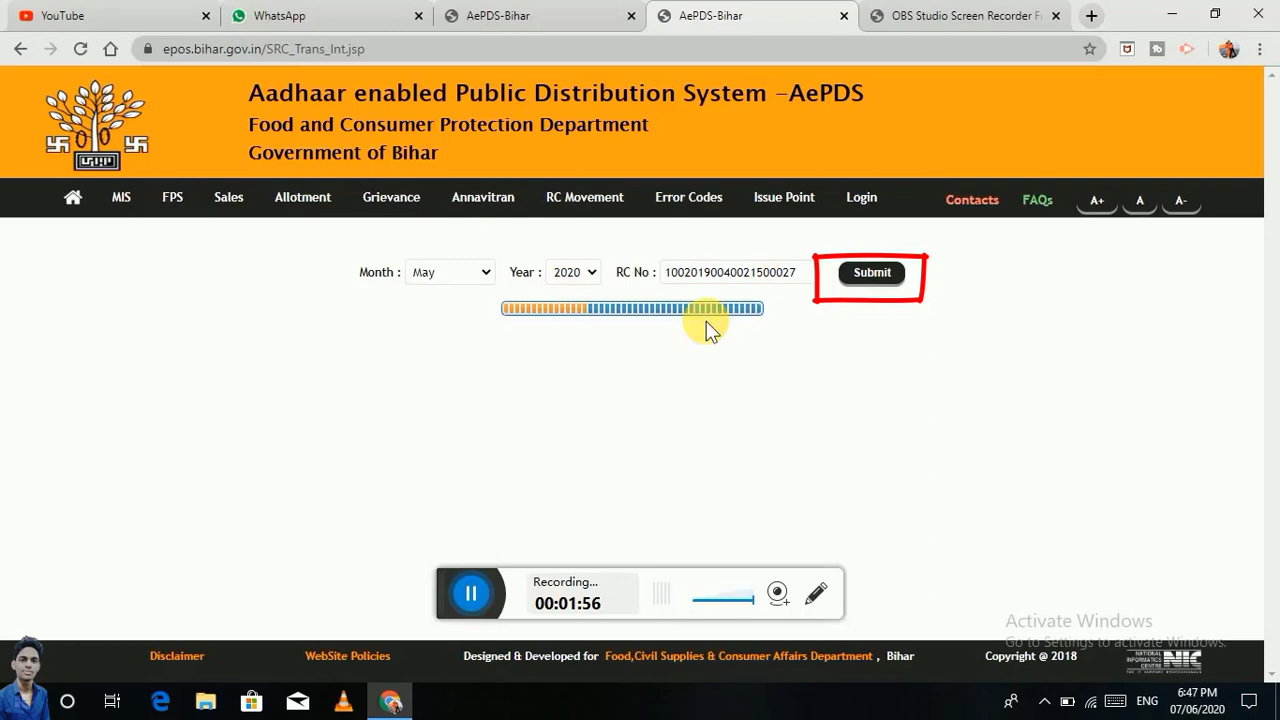 YouTube WhatsApp AePDS-Bihar AePDS-Bihar OBS Studio Screen Recorder F
epos.bihar.gov.in/SRC_Trans_Int.jsp
Aadhaar enabled Public Distribution System -AePDS
Food and Consumer Protection Department
Government of Bihar
MIS FPS Sales Allotment Grievance Annavitran RC Movement Error Codes Issue Point Login Contacts FAQs A+ A A-
Month : May Year : 2020 RC No : 10020190040021500027 Submit
Recording...
00:01:56
Activate Windows
Go to Settings to activate Windows.
Disclaimer WebSite Policies Designed & Developed for Food,Civil Supplies & Consumer Affairs Department , Bihar Copyright @ 2018 NATIONAL INFORMATICS CENTRE NIC
ENG 6:47 PM
07/06/2020